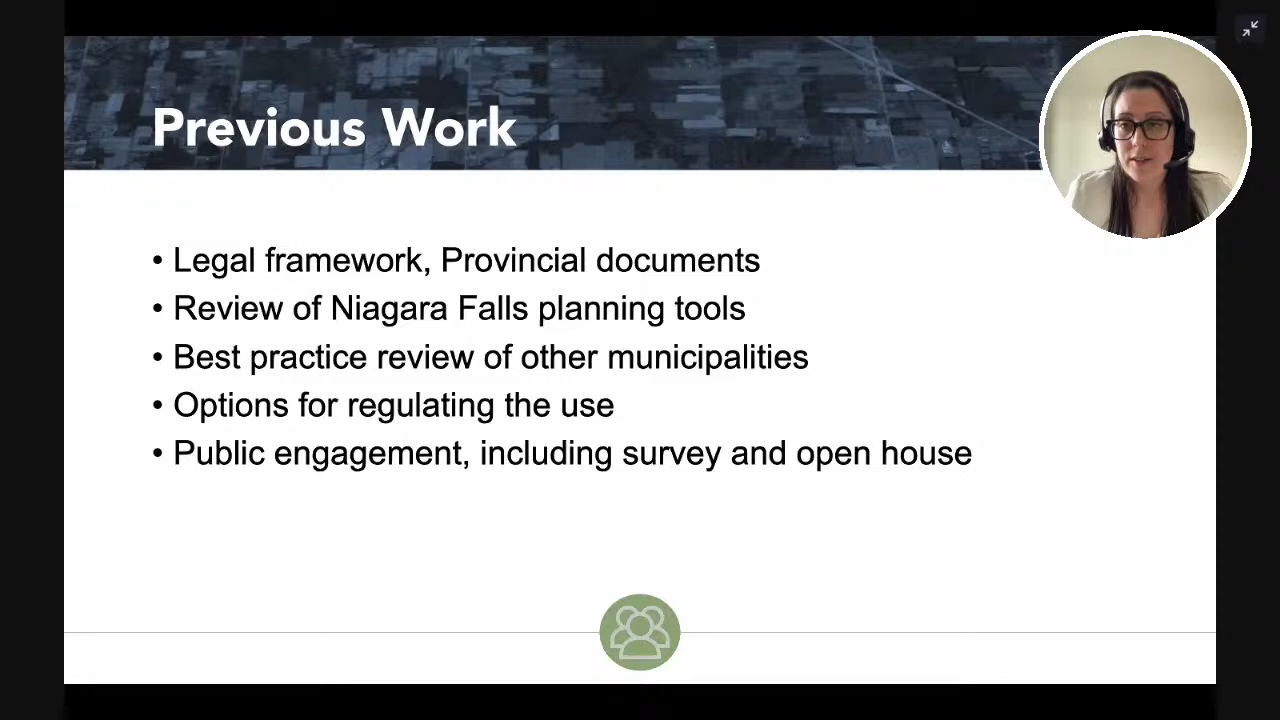 Previous Work
• Legal framework, Provincial documents
• Review of Niagara Falls planning tools
• Best practice review of other municipalities
• Options for regulating the use
• Public engagement, including survey and open house